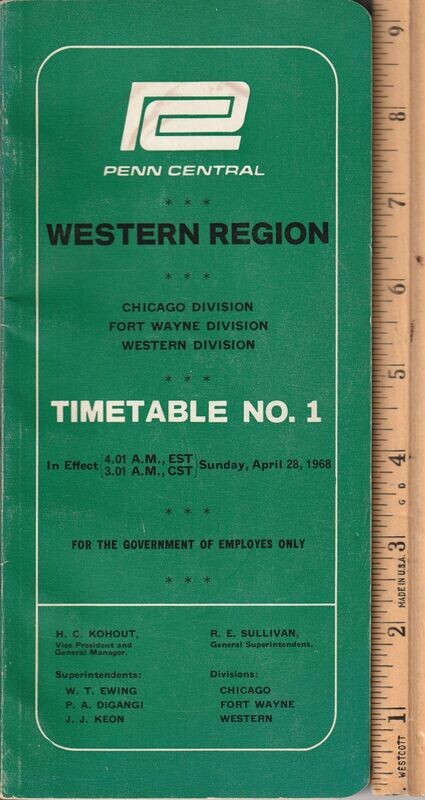 PENN CENTRAL
* * *
WESTERN REGION
* * *
CHICAGO DIVISION
FORT WAYNE DIVISION
WESTERN DIVISION
* * *
TIMETABLE NO. 1
In Effect {4.01 A.M., EST} Sunday, April 28, 1968
{3.01 A.M., CST}
* * *
FOR THE GOVERNMENT OF EMPLOYES ONLY
* * *
H. C. KOHOUT,
Vice President and
General Manager.
R. E. SULLIVAN,
General Superintendent.
Superintendents:
W. T. EWING
P. A. DIGANGI
J. J. KEON
Divisions:
CHICAGO
FORT WAYNE
WESTERN
9
8
7
6
5
4
G D
3
MADE IN U.S.A.
2
1
WESTCOTT